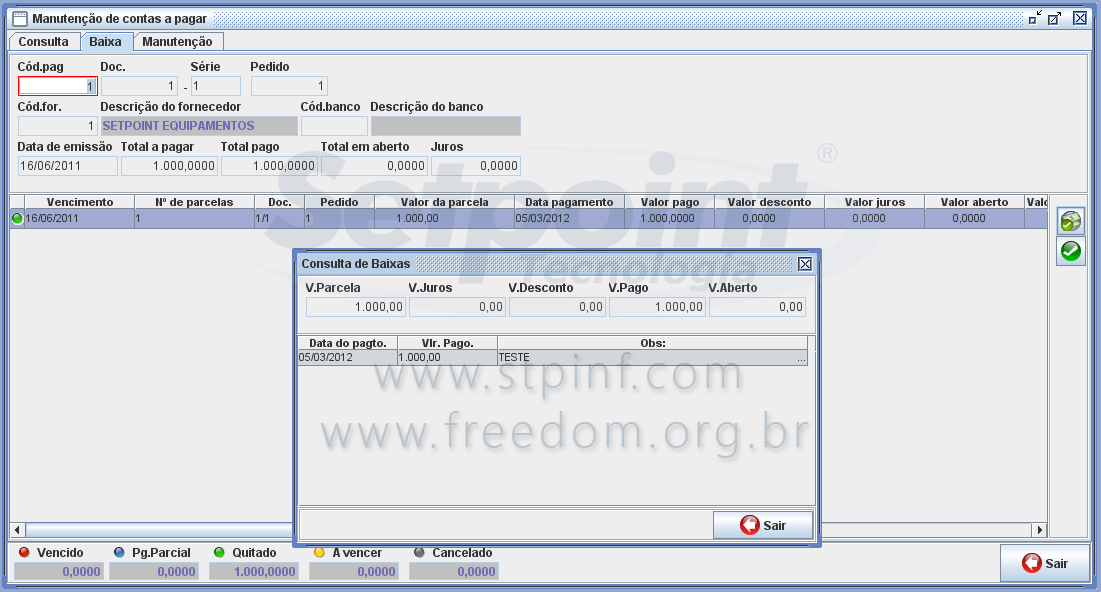 Manutenção de contas a pagar
Consulta Baixa Manutenção
Cód.pag Doc. Série Pedido
1 1 - 1 1
Cód.for. Descrição do fornecedor Cód.banco Descrição do banco
1 SETPOINT EQUIPAMENTOS
Data de emissão Total a pagar Total pago Total em aberto Juros
16/06/2011 1.000,0000 1.000,0000 0,0000 0,0000
Setpoint ®
Tecnologia
Vencimento Nº de parcelas Doc. Pedido Valor da parcela Data pagamento Valor pago Valor desconto Valor juros Valor aberto Valo
16/06/2011 1 1/1 1 1.000,00 05/03/2012 1.000,0000 0,0000 0,0000 0,0000
Consulta de Baixas
V.Parcela V.Juros V.Desconto V.Pago V.Aberto
1.000,00 0,00 0,00 1.000,00 0,00
Data do pagto. Vlr. Pago. Obs:
05/03/2012 1.000,00 TESTE ...
www.stpinf.com
www.freedom.org.br
Sair
Vencido Pg.Parcial Quitado A vencer Cancelado
0,0000 0,0000 1.000,0000 0,0000 0,0000
Sair